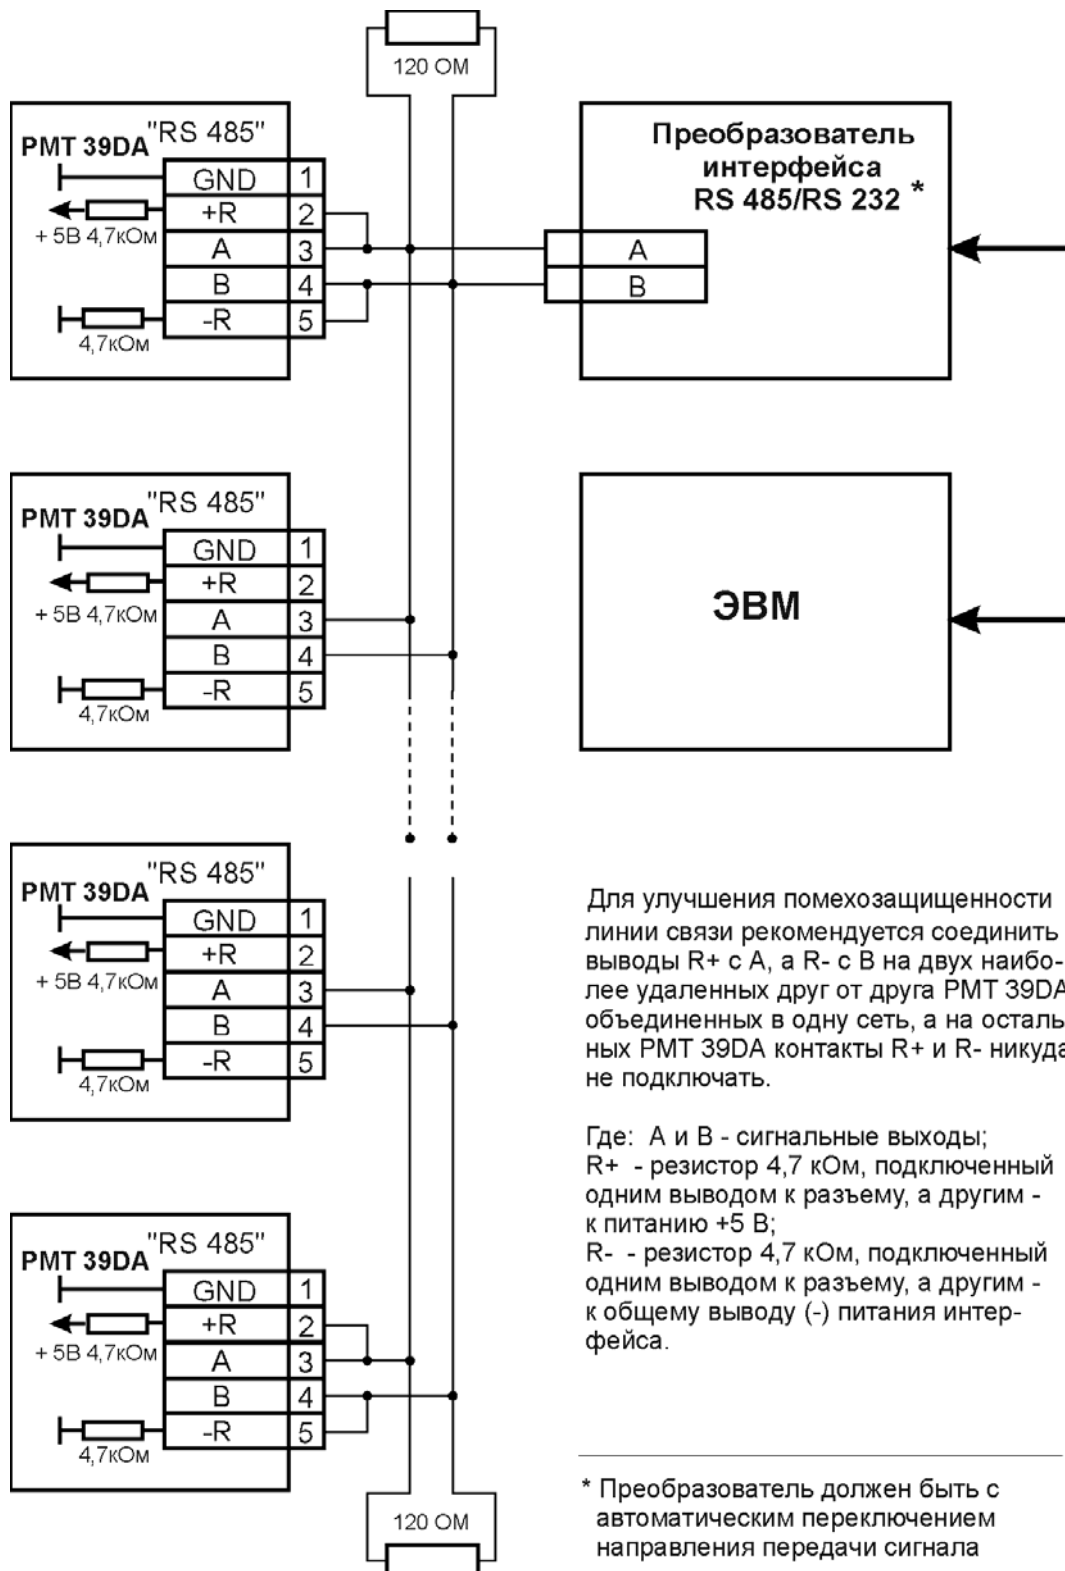 120 ОМ
РМТ 39DA "RS 485"
GND 1
+R 2
+ 5В 4,7кОм
A 3
B 4
-R 5
4,7кОм
Преобразователь
интерфейса
RS 485/RS 232 *
A
B
РМТ 39DA "RS 485"
GND 1
+R 2
+ 5В 4,7кОм
A 3
B 4
-R 5
4,7кОм
ЭВМ
РМТ 39DA "RS 485"
GND 1
+R 2
+ 5В 4,7кОм
A 3
B 4
-R 5
4,7кОм
Для улучшения помехозащищенности
линии связи рекомендуется соединить
выводы R+ с А, а R- с В на двух наибо-
лее удаленных друг от друга РМТ 39DA
объединенных в одну сеть, а на осталь-
ных РМТ 39DA контакты R+ и R- никуда
не подключать.
Где: А и В - сигнальные выходы;
R+ - резистор 4,7 кОм, подключенный
одним выводом к разъему, а другим -
к питанию +5 В;
R- - резистор 4,7 кОм, подключенный
одним выводом к разъему, а другим -
к общему выводу (-) питания интер-
фейса.
РМТ 39DA "RS 485"
GND 1
+R 2
+ 5В 4,7кОм
A 3
B 4
-R 5
4,7кОм
120 ОМ
* Преобразователь должен быть с
автоматическим переключением
направления передачи сигнала